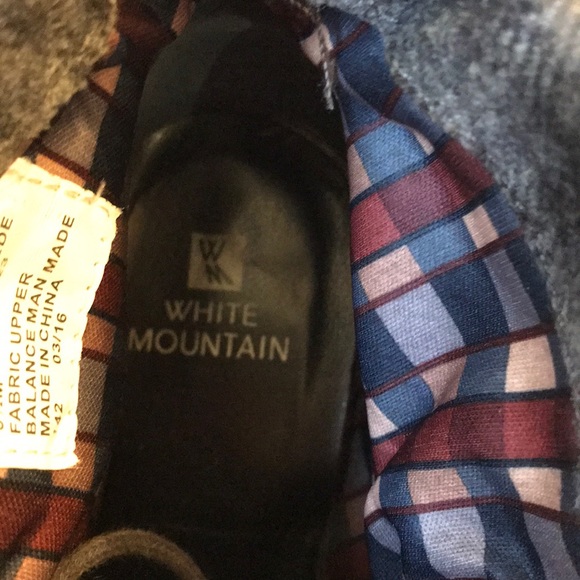 W
M
WHITE
MOUNTAIN
FABRIC UPPER
BALANCE MAN MADE
MADE IN CHINA
03/16